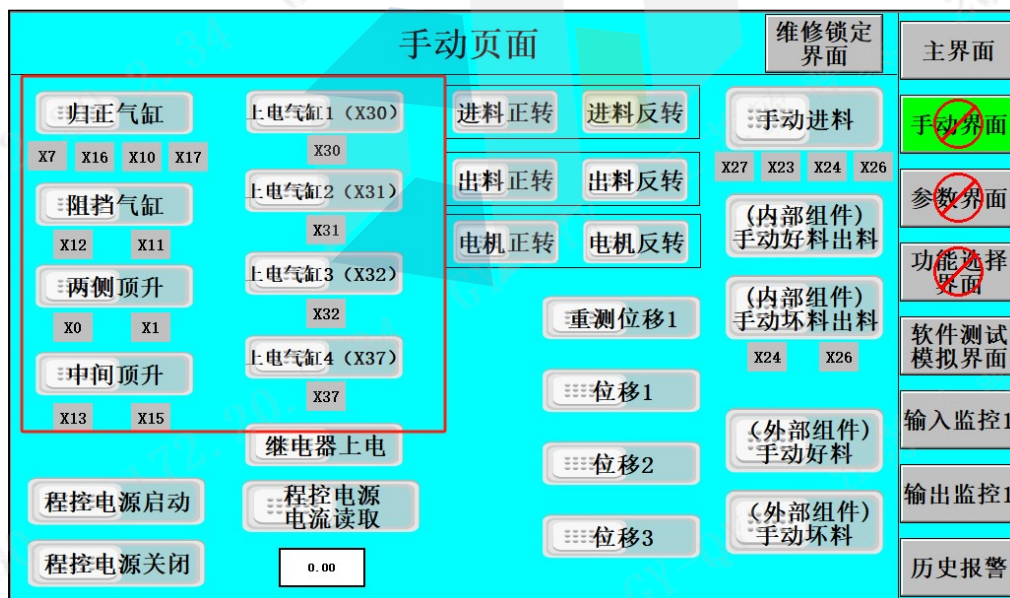 手动页面
维修锁定
界面
主界面
归正气缸
上电气缸1（X30）
进料正转
进料反转
手动进料
手动界面
X7
X16
X10
X17
X30
X27
X23
X24
X26
阻挡气缸
上电气缸2（X31）
出料正转
出料反转
（内部组件）
手动好料出料
参数界面
X12
X11
X31
电机正转
电机反转
两侧顶升
上电气缸3（X32）
（内部组件）
手动坏料出料
功能选择
界面
X0
X1
X32
重测位移1
X24
X26
软件测试
模拟界面
中间顶升
上电气缸4（X37）
X13
X15
X37
位移1
（外部组件）
手动好料
输入监控1
继电器上电
位移2
程控电源启动
程控电源
电流读取
（外部组件）
手动坏料
输出监控1
位移3
程控电源关闭
0.00
历史报警